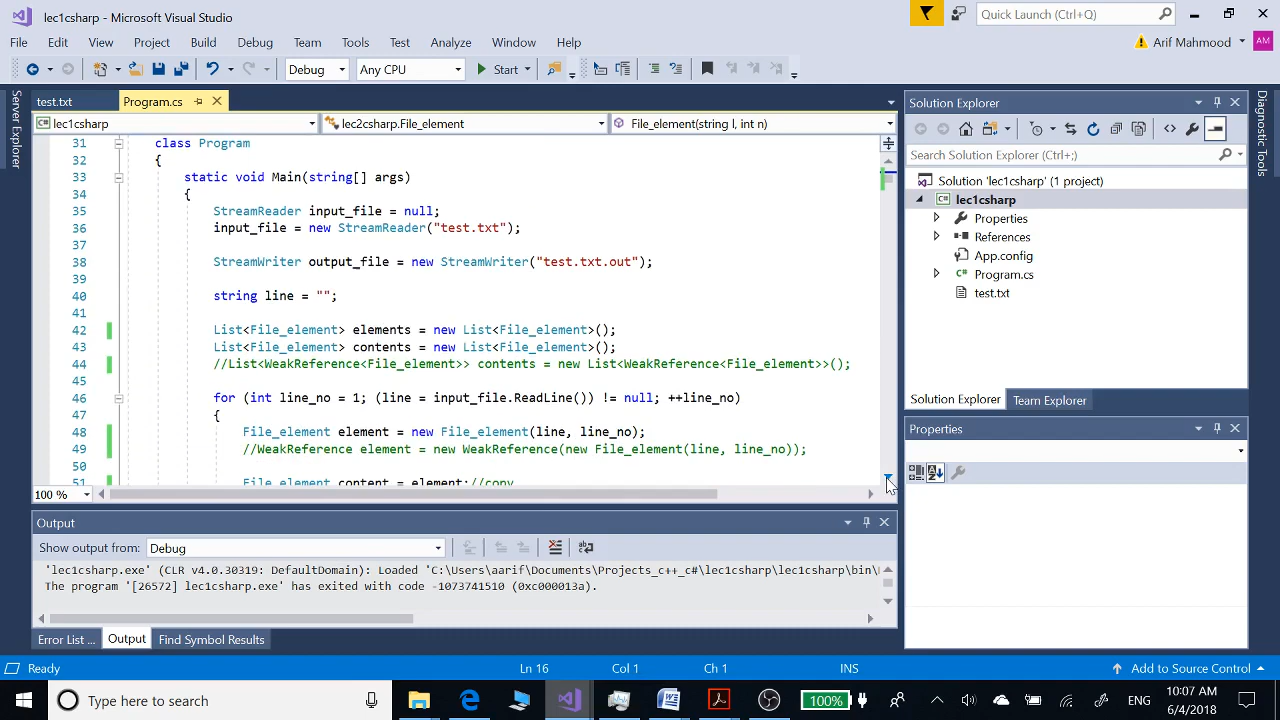 lec1csharp - Microsoft Visual Studio
Quick Launch (Ctrl+Q)
File Edit View Project Build Debug Team Tools Test Analyze Window Help
Arif Mahmood AM
Debug Any CPU Start
Server Explorer
test.txt Program.cs
lec1csharp lec2csharp.File_element File_element(string l, int n)
31 class Program
32 {
33 static void Main(string[] args)
34 {
35 StreamReader input_file = null;
36 input_file = new StreamReader("test.txt");
37
38 StreamWriter output_file = new StreamWriter("test.txt.out");
39
40 string line = "";
41
42 List<File_element> elements = new List<File_element>();
43 List<File_element> contents = new List<File_element>();
44 //List<WeakReference<File_element>> contents = new List<WeakReference<File_element>>();
45
46 for (int line_no = 1; (line = input_file.ReadLine()) != null; ++line_no)
47 {
48 File_element element = new File_element(line, line_no);
49 //WeakReference element = new WeakReference(new File_element(line, line_no));
50
51 File_element content = element;//copy
100 %
Output
Show output from: Debug
'lec1csharp.exe' (CLR v4.0.30319: DefaultDomain): Loaded 'C:\Users\aarif\Documents\Projects_c++_c#\lec1csharp\lec1csharp\bin\
The program '[26572] lec1csharp.exe' has exited with code -1073741510 (0xc000013a).
Error List ... Output Find Symbol Results
Solution Explorer
Search Solution Explorer (Ctrl+;)
Solution 'lec1csharp' (1 project)
C# lec1csharp
Properties
References
App.config
C# Program.cs
test.txt
Solution Explorer Team Explorer
Properties
Diagnostic Tools
Ready Ln 16 Col 1 Ch 1 INS Add to Source Control
Type here to search
100%
ENG
10:07 AM
6/4/2018